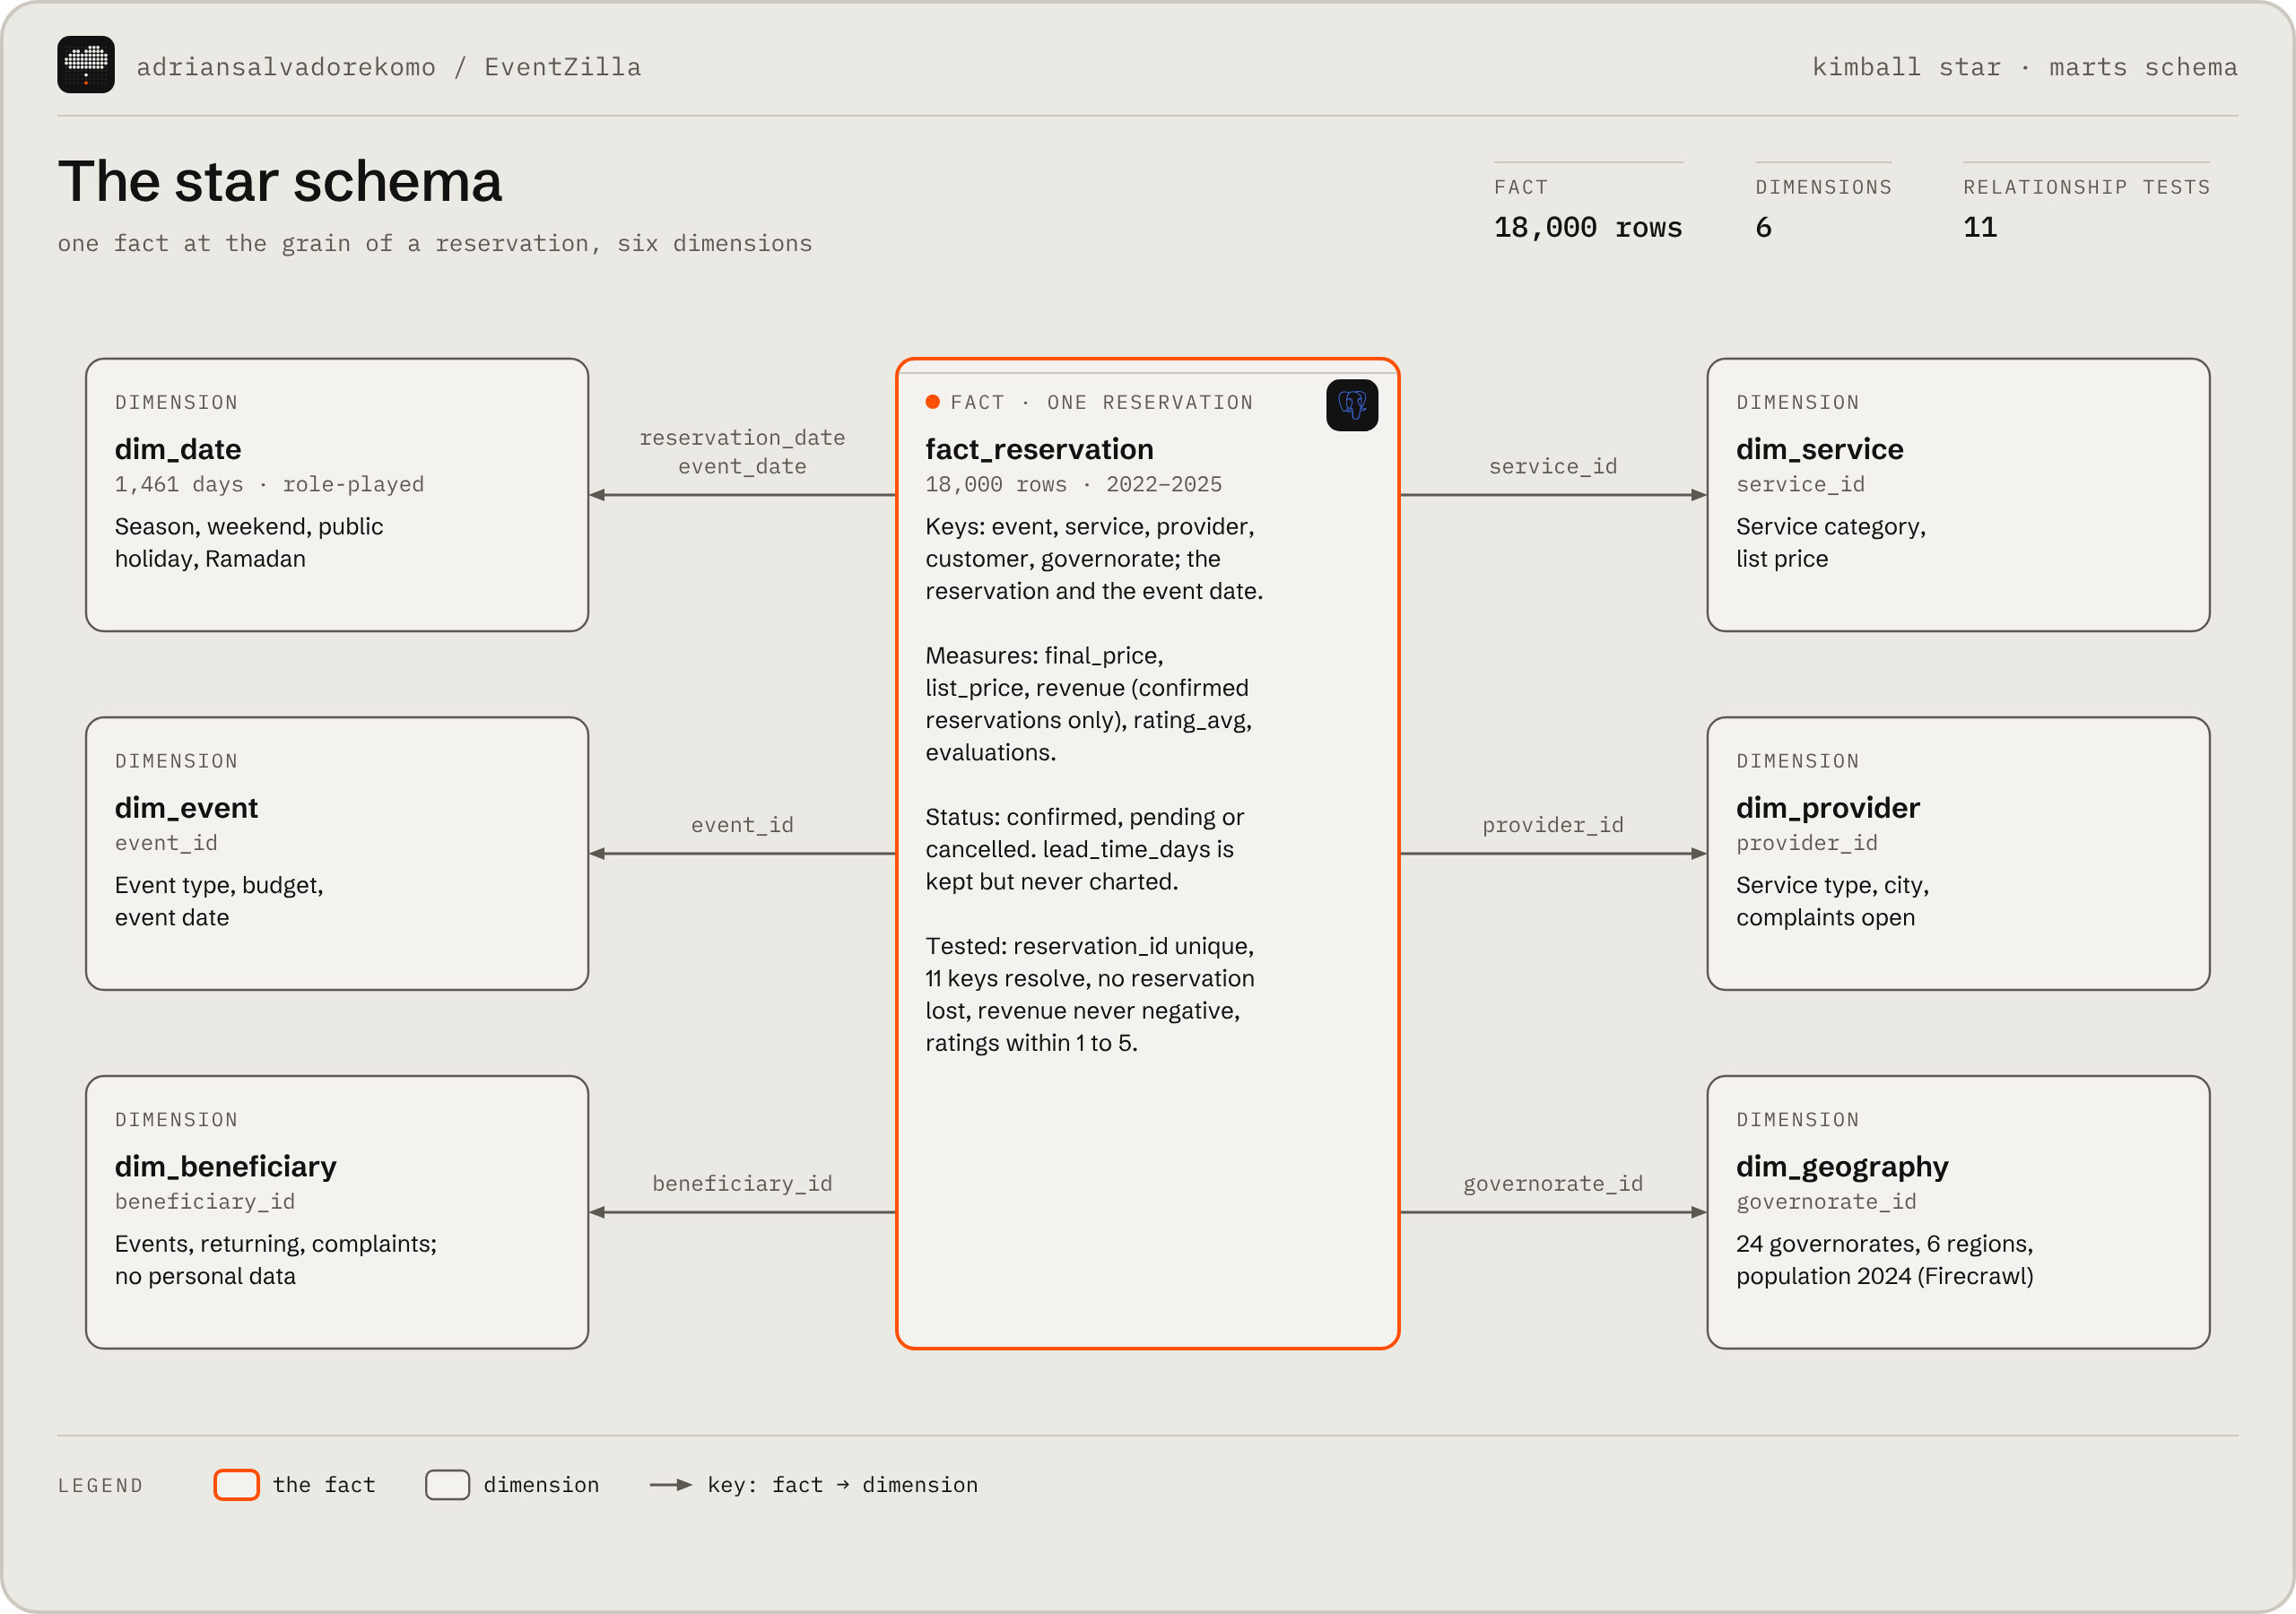 adriansalvadorekomo / EventZilla
kimball star · marts schema
The star schema
one fact at the grain of a reservation, six dimensions
FACT
18,000 rows
DIMENSIONS
6
RELATIONSHIP TESTS
11
DIMENSION
dim_date
1,461 days · role-played
Season, weekend, public
holiday, Ramadan
reservation_date
event_date
FACT · ONE RESERVATION
fact_reservation
18,000 rows · 2022–2025
Keys: event, service, provider,
customer, governorate; the
reservation and the event date.
Measures: final_price,
list_price, revenue (confirmed
reservations only), rating_avg,
evaluations.
Status: confirmed, pending or
cancelled. lead_time_days is
kept but never charted.
Tested: reservation_id unique,
11 keys resolve, no reservation
lost, revenue never negative,
ratings within 1 to 5.
service_id
DIMENSION
dim_service
service_id
Service category,
list price
DIMENSION
dim_event
event_id
Event type, budget,
event date
event_id
provider_id
DIMENSION
dim_provider
provider_id
Service type, city,
complaints open
DIMENSION
dim_beneficiary
beneficiary_id
Events, returning, complaints;
no personal data
beneficiary_id
governorate_id
DIMENSION
dim_geography
governorate_id
24 governorates, 6 regions,
population 2024 (Firecrawl)
LEGEND
the fact
dimension
key: fact → dimension